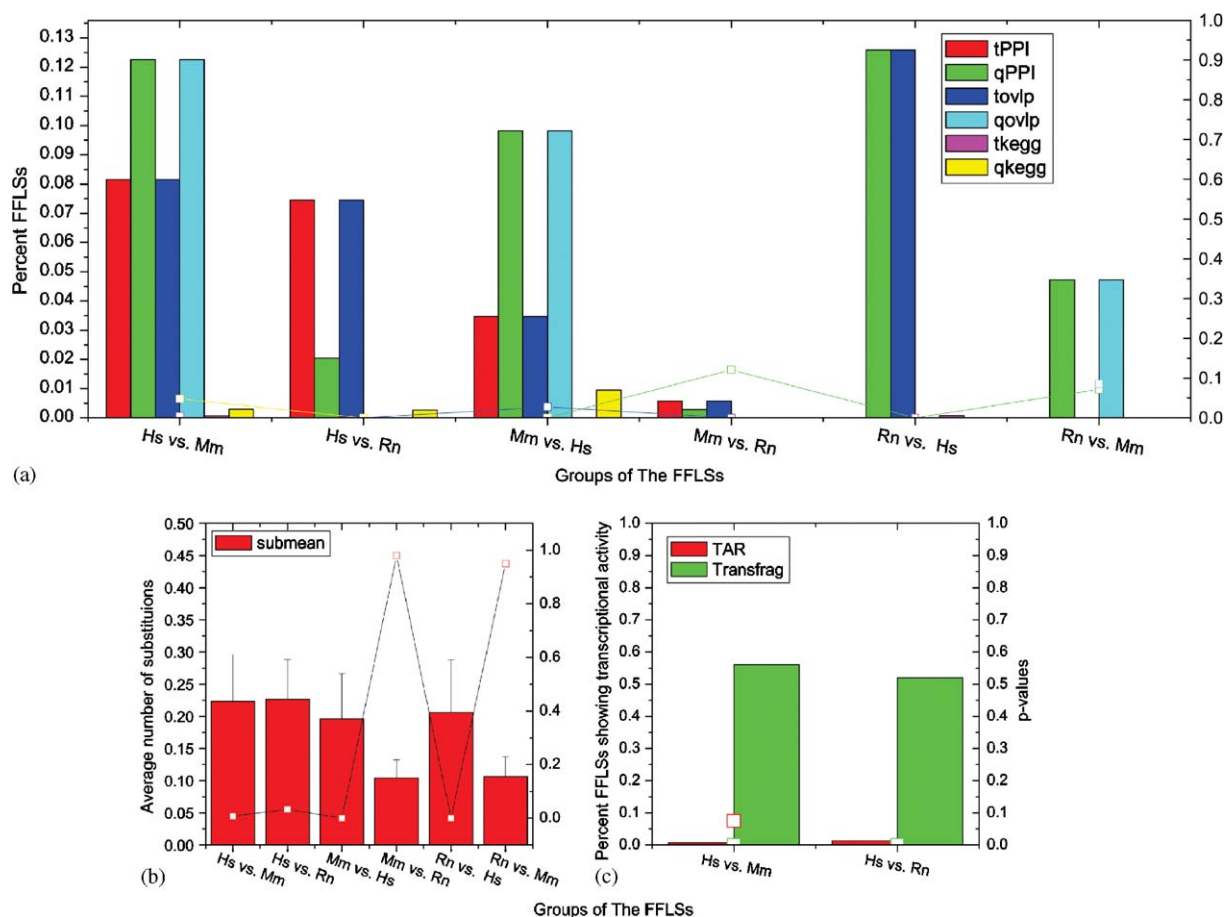 0.13
0.12
0.11
0.10
0.09
0.08
0.07
0.06
0.05
0.04
0.03
0.02
0.01
0.00
Percent FFLSs
1.0
0.9
0.8
0.7
0.6
0.5
0.4
0.3
0.2
0.1
0.0
tPPI
qPPI
tovlp
qovlp
tkegg
qkegg
Hs vs. Mm
Hs vs. Rn
Mm vs. Hs
Mm vs. Rn
Rn vs. Hs
Rn vs. Mm
(a)
Groups of The FFLSs
0.50
0.45
0.40
0.35
0.30
0.25
0.20
0.15
0.10
0.05
0.00
Average number of substituions
submean
1.0
0.8
0.6
0.4
0.2
0.0
Hs vs. Mm
Hs vs. Rn
Mm vs. Hs
Mm vs. Rn
Rn vs. Hs
Rn vs. Mm
(b)
1.0
0.9
0.8
0.7
0.6
0.5
0.4
0.3
0.2
0.1
0.0
Percent FFLSs showing transcriptional activity
TAR
Transfrag
1.0
0.9
0.8
0.7
0.6
0.5
0.4
0.3
0.2
0.1
0.0
p-values
Hs vs. Mm
Hs vs. Rn
(c)
Groups of The FFLSs